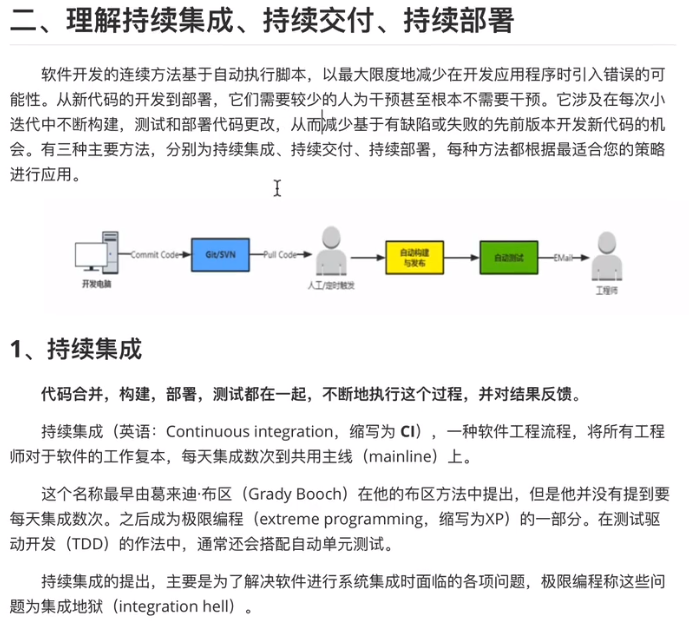 二、理解持续集成、持续交付、持续部署
软件开发的连续方法基于自动执行脚本，以最大限度地减少在开发应用程序时引入错误的可
能性。从新代码的开发到部署，它们需要较少的人为干预甚至根本不需要干预。它涉及在每次小
迭代中不断构建，测试和部署代码更改，从而减少基于有缺陷或失败的先前版本开发新代码的机
会。有三种主要方法，分别为持续集成、持续交付、持续部署，每种方法都根据最适合您的策略
进行应用。
Commit Code
Git/SVN
Pull Code
自动构建
与发布
自动测试
EMail
开发电脑
人工/定时触发
工程师
1、持续集成
代码合并，构建，部署，测试都在一起，不断地执行这个过程，并对结果反馈。
持续集成（英语：Continuous integration，缩写为 CI），一种软件工程流程，将所有工程
师对于软件的工作复本，每天集成数次到共用主线（mainline）上。
这个名称最早由葛来迪·布区（Grady Booch）在他的布区方法中提出，但是他并没有提到要
每天集成数次。之后成为极限编程（extreme programming，缩写为XP）的一部分。在测试驱
动开发（TDD）的作法中，通常还会搭配自动单元测试。
持续集成的提出，主要是为了解决软件进行系统集成时面临的各项问题，极限编程称这些问
题为集成地狱（integration hell）。